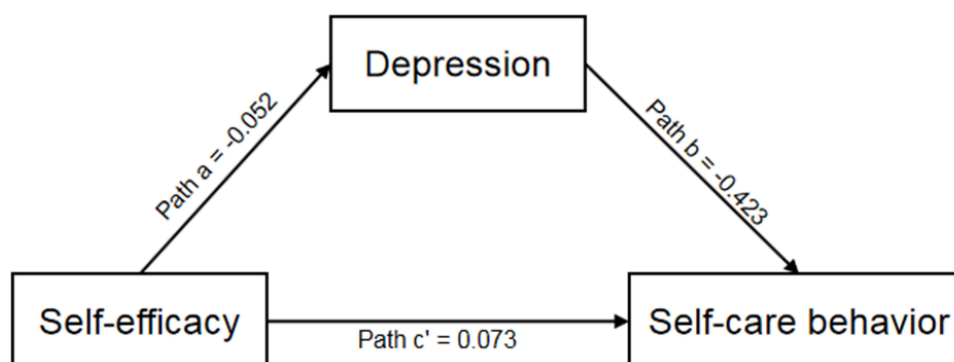 Depression
Path a = -0.052
Path b = -0.423
Self-efficacy
Path c' = 0.073
Self-care behavior